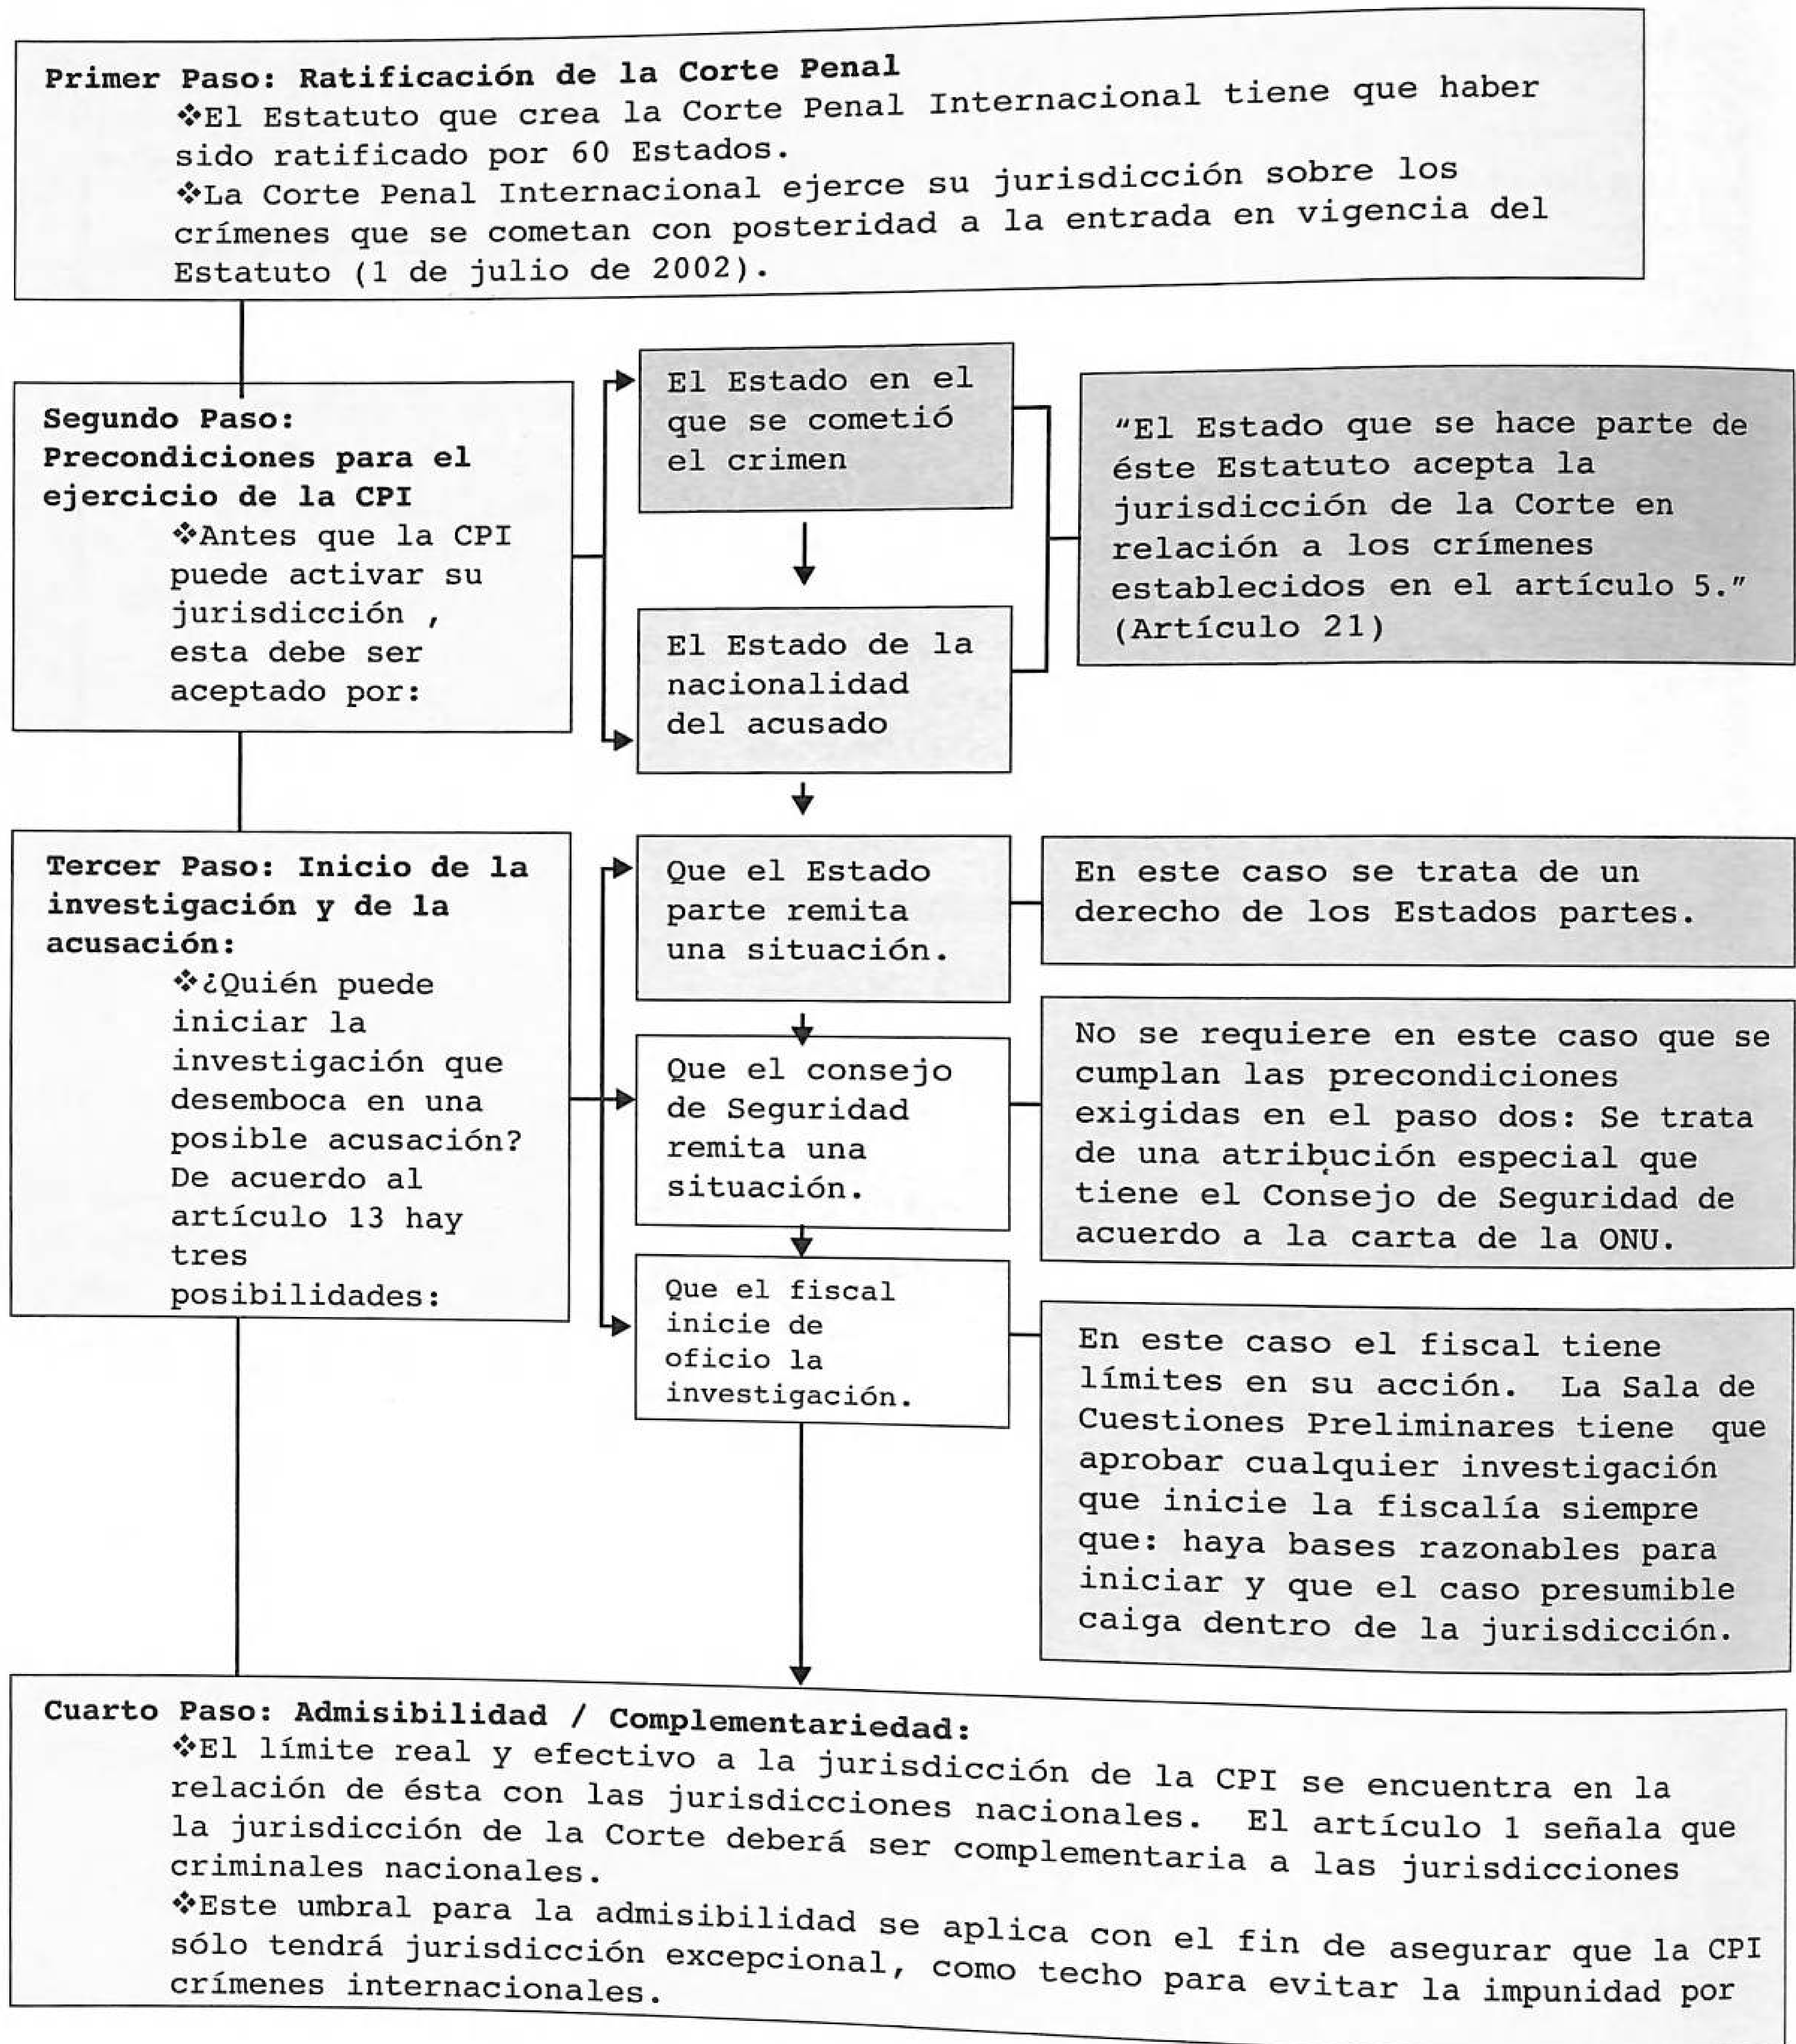 Primer Paso: Ratificación de la Corte Penal
❖El Estatuto que crea la Corte Penal Internacional tiene que haber
sido ratificado por 60 Estados.
❖La Corte Penal Internacional ejerce su jurisdicción sobre los
crímenes que se cometan con posteridad a la entrada en vigencia del
Estatuto (1 de julio de 2002).
Segundo Paso:
Precondiciones para el
ejercicio de la CPI
❖Antes que la CPI
puede activar su
jurisdicción ,
esta debe ser
aceptado por:
El Estado en el
que se cometió
el crimen
El Estado de la
nacionalidad
del acusado
"El Estado que se hace parte de
éste Estatuto acepta la
jurisdicción de la Corte en
relación a los crímenes
establecidos en el artículo 5."
(Artículo 21)
Tercer Paso: Inicio de la
investigación y de la
acusación:
❖¿Quién puede
iniciar la
investigación que
desemboca en una
posible acusación?
De acuerdo al
artículo 13 hay
tres
posibilidades:
Que el Estado
parte remita
una situación.
En este caso se trata de un
derecho de los Estados partes.
Que el consejo
de Seguridad
remita una
situación.
No se requiere en este caso que se
cumplan las precondiciones
exigidas en el paso dos: Se trata
de una atribución especial que
tiene el Consejo de Seguridad de
acuerdo a la carta de la ONU.
Que el fiscal
inicie de
oficio la
investigación.
En este caso el fiscal tiene
límites en su acción. La Sala de
Cuestiones Preliminares tiene que
aprobar cualquier investigación
que inicie la fiscalía siempre
que: haya bases razonables para
iniciar y que el caso presumible
caiga dentro de la jurisdicción.
Cuarto Paso: Admisibilidad / Complementariedad:
❖El límite real y efectivo a la jurisdicción de la CPI se encuentra en la
relación de ésta con las jurisdicciones nacionales. El artículo 1 señala que
la jurisdicción de la Corte deberá ser complementaria a las jurisdicciones
criminales nacionales.
❖Este umbral para la admisibilidad se aplica con el fin de asegurar que la CPI
sólo tendrá jurisdicción excepcional, como techo para evitar la impunidad por
crímenes internacionales.